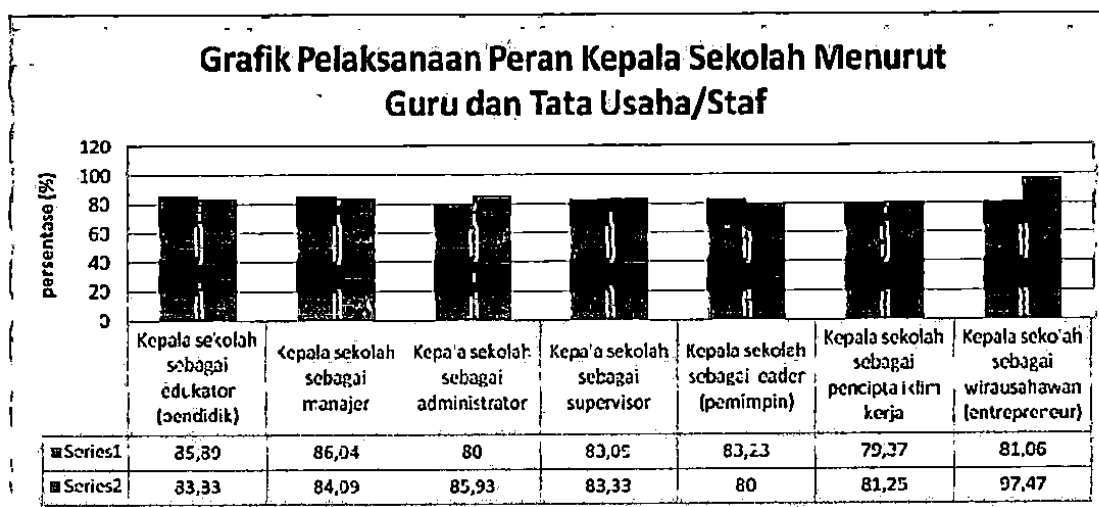 Grafik Pelaksanaan Peran Kepala Sekolah Menurut
Guru dan Tata Usaha/Staf
persentase (%)
120
100
80
60
40
20
0
Kepala sekolah sebagai edukator (pendidik)
Kepala sekolah sebagai manajer
Kepala sekolah sebagai administrator
Kepala sekolah sebagai supervisor
Kepala sekolah sebagai leader (pemimpin)
Kepala sekolah sebagai pencipta iklim kerja
Kepala sekolah sebagai wirausahawan (entrepreneur)
Series1 85,89 86,04 80 83,05 83,23 79,37 81,06
Series2 83,33 84,09 85,93 83,33 80 81,25 97,47